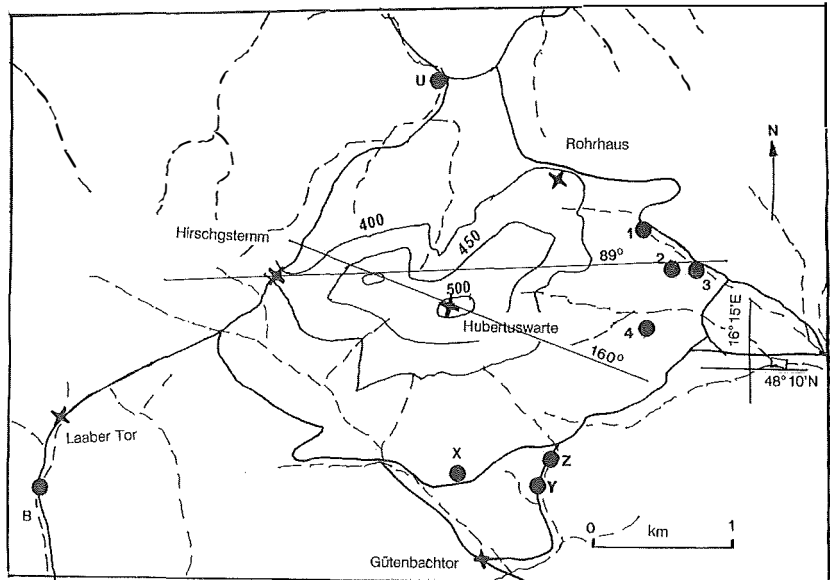 U
Rohrhaus
N
400
Hirschgstemm
450
1
89°
2
3
500
Hubertuswarte
4
16° 15'E
160°
48° 10'N
Laaber Tor
X
Z
B
Y
0 km 1
Gütenbachtor